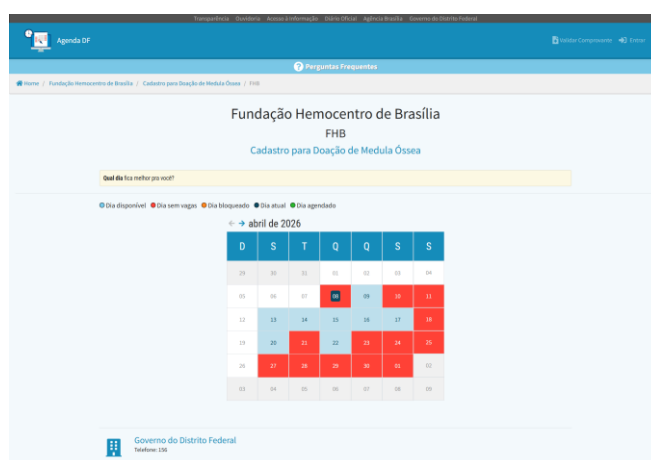 Transparência Ouvidoria Acesso à Informação Diário Oficial Agência Brasília Governo do Distrito Federal
Agenda DF
Validar Comprovante Entrar
Perguntas Frequentes
Home / Fundação Hemocentro de Brasília / Cadastro para Doação de Medula Óssea / FHB
Fundação Hemocentro de Brasília
FHB
Cadastro para Doação de Medula Óssea
Qual dia fica melhor pra você?
Dia disponível Dia sem vagas Dia bloqueado Dia atual Dia agendado
← → abril de 2026
D S T Q Q S S
29 30 31 01 02 03 04
05 06 07 08 09 10 11
12 13 14 15 16 17 18
19 20 21 22 23 24 25
26 27 28 29 30 01 02
03 04 05 06 07 08 09
Governo do Distrito Federal
Telefone: 156